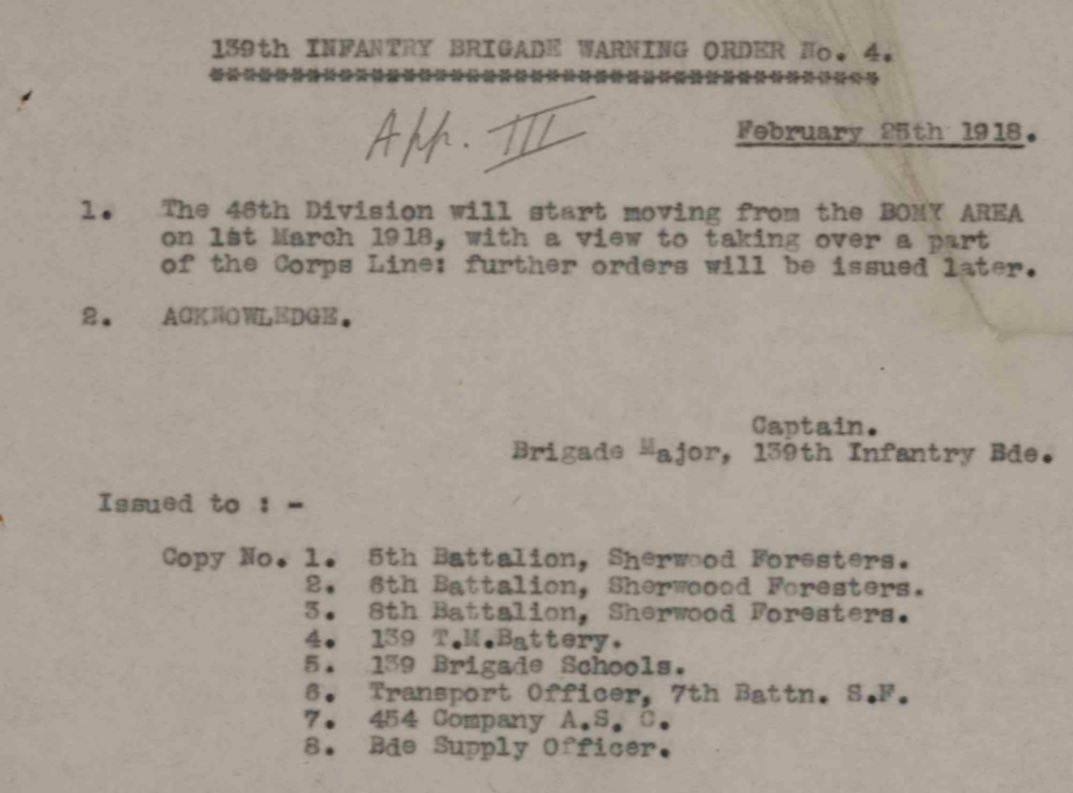 139th INFANTRY BRIGADE WARNING ORDER No. 4.
******************************************
App. III
February 25th 1918.
1. The 46th Division will start moving from the BOMY AREA
on 1st March 1918, with a view to taking over a part
of the Corps Line: further orders will be issued later.
2. ACKNOWLEDGE.
Captain.
Brigade Major, 139th Infantry Bde.
Issued to : -
Copy No. 1. 5th Battalion, Sherwood Foresters.
2. 6th Battalion, Sherwoood Foresters.
3. 8th Battalion, Sherwood Foresters.
4. 139 T.M.Battery.
5. 139 Brigade Schools.
6. Transport Officer, 7th Battn. S.F.
7. 454 Company A.S. C.
8. Bde Supply Officer.